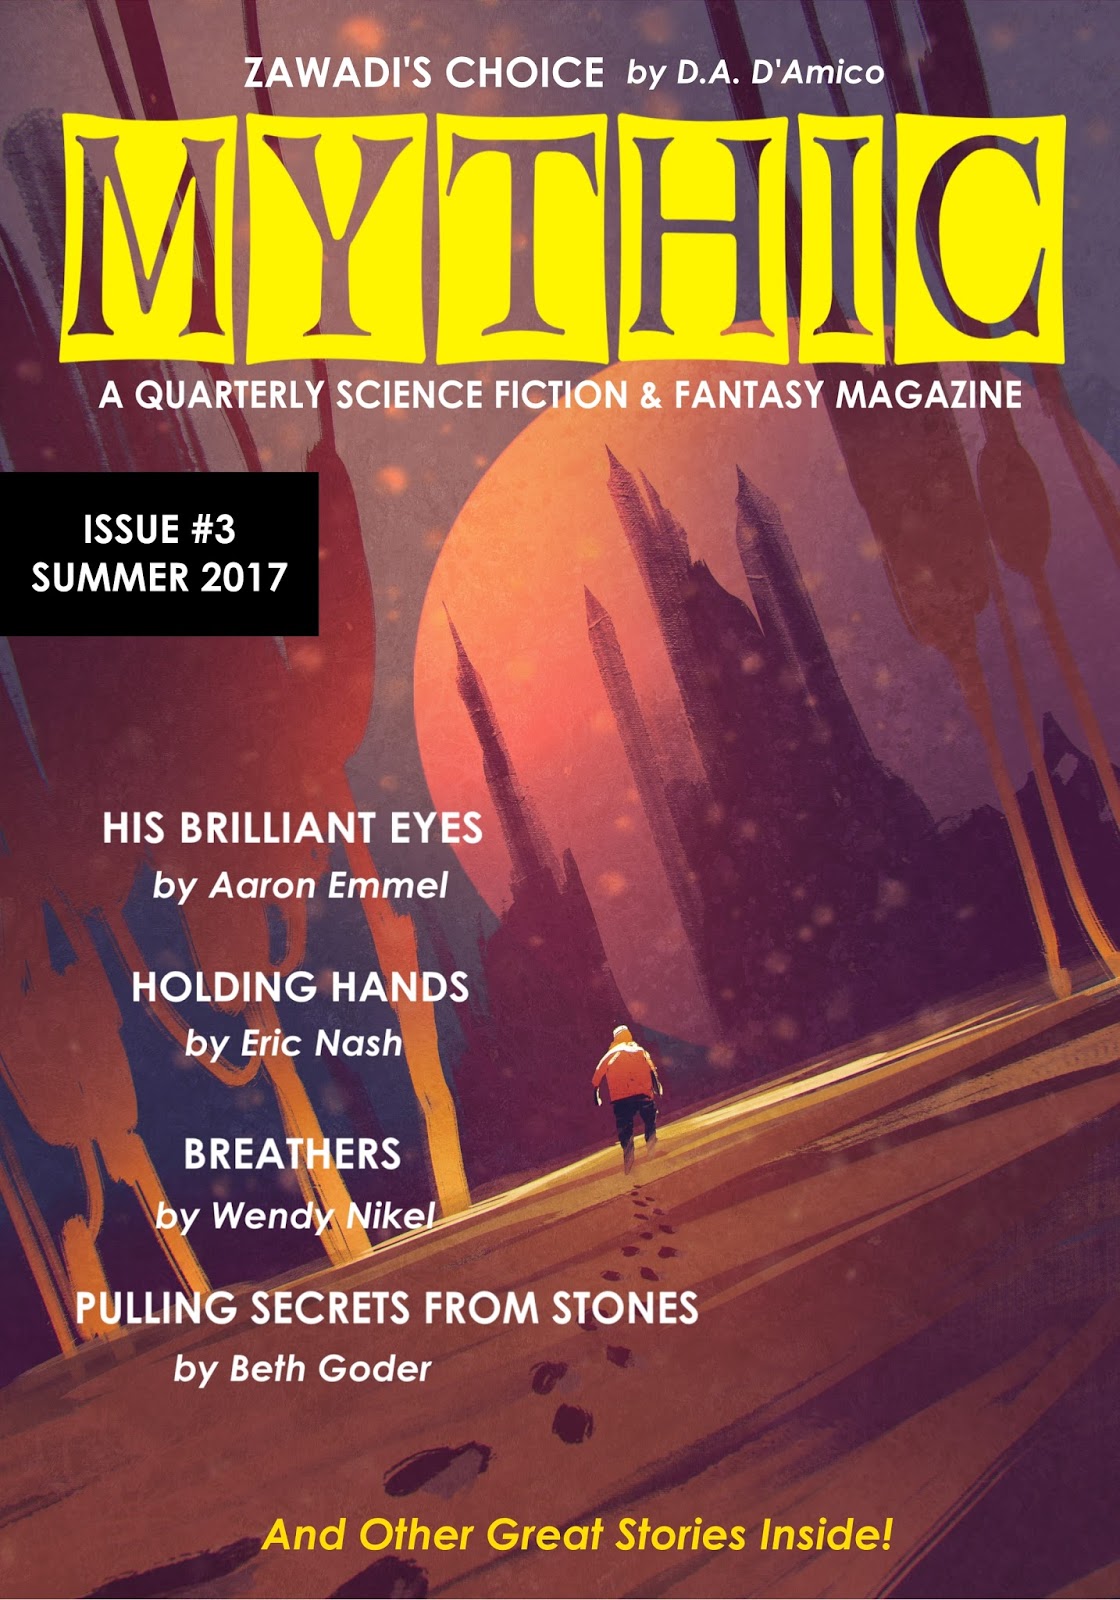 ZAWADI'S CHOICE by D.A. D'Amico
MYTHIC
A QUARTERLY SCIENCE FICTION & FANTASY MAGAZINE
ISSUE #3
SUMMER 2017
HIS BRILLIANT EYES
by Aaron Emmel
HOLDING HANDS
by Eric Nash
BREATHERS
by Wendy Nikel
PULLING SECRETS FROM STONES
by Beth Goder
And Other Great Stories Inside!